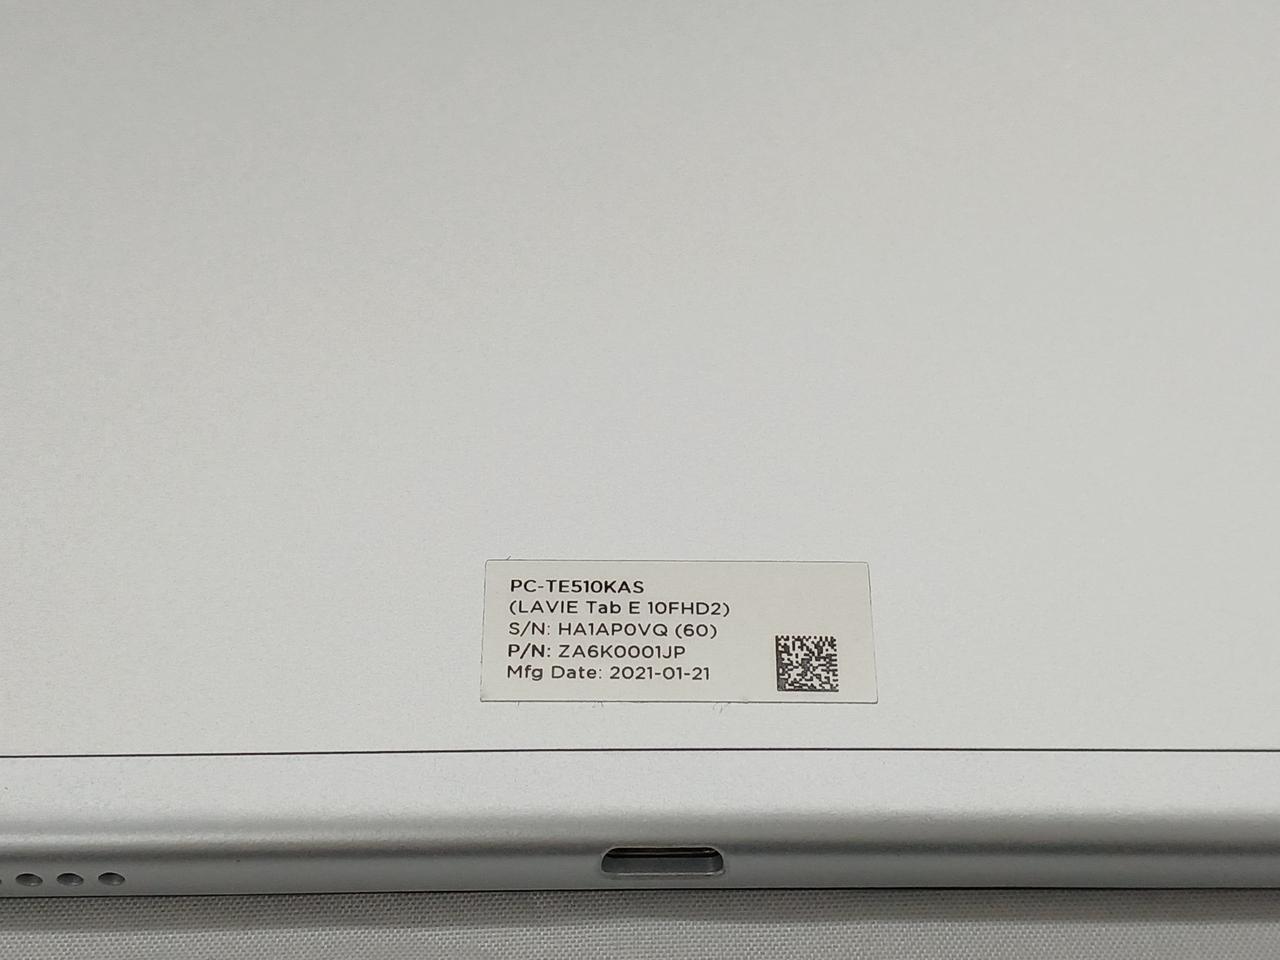 PC-TE510KAS
(LAVIE Tab E 10FHD2)
S/N: HA1AP0VQ (60)
P/N: ZA6K0001JP
Mfg Date: 2021-01-21